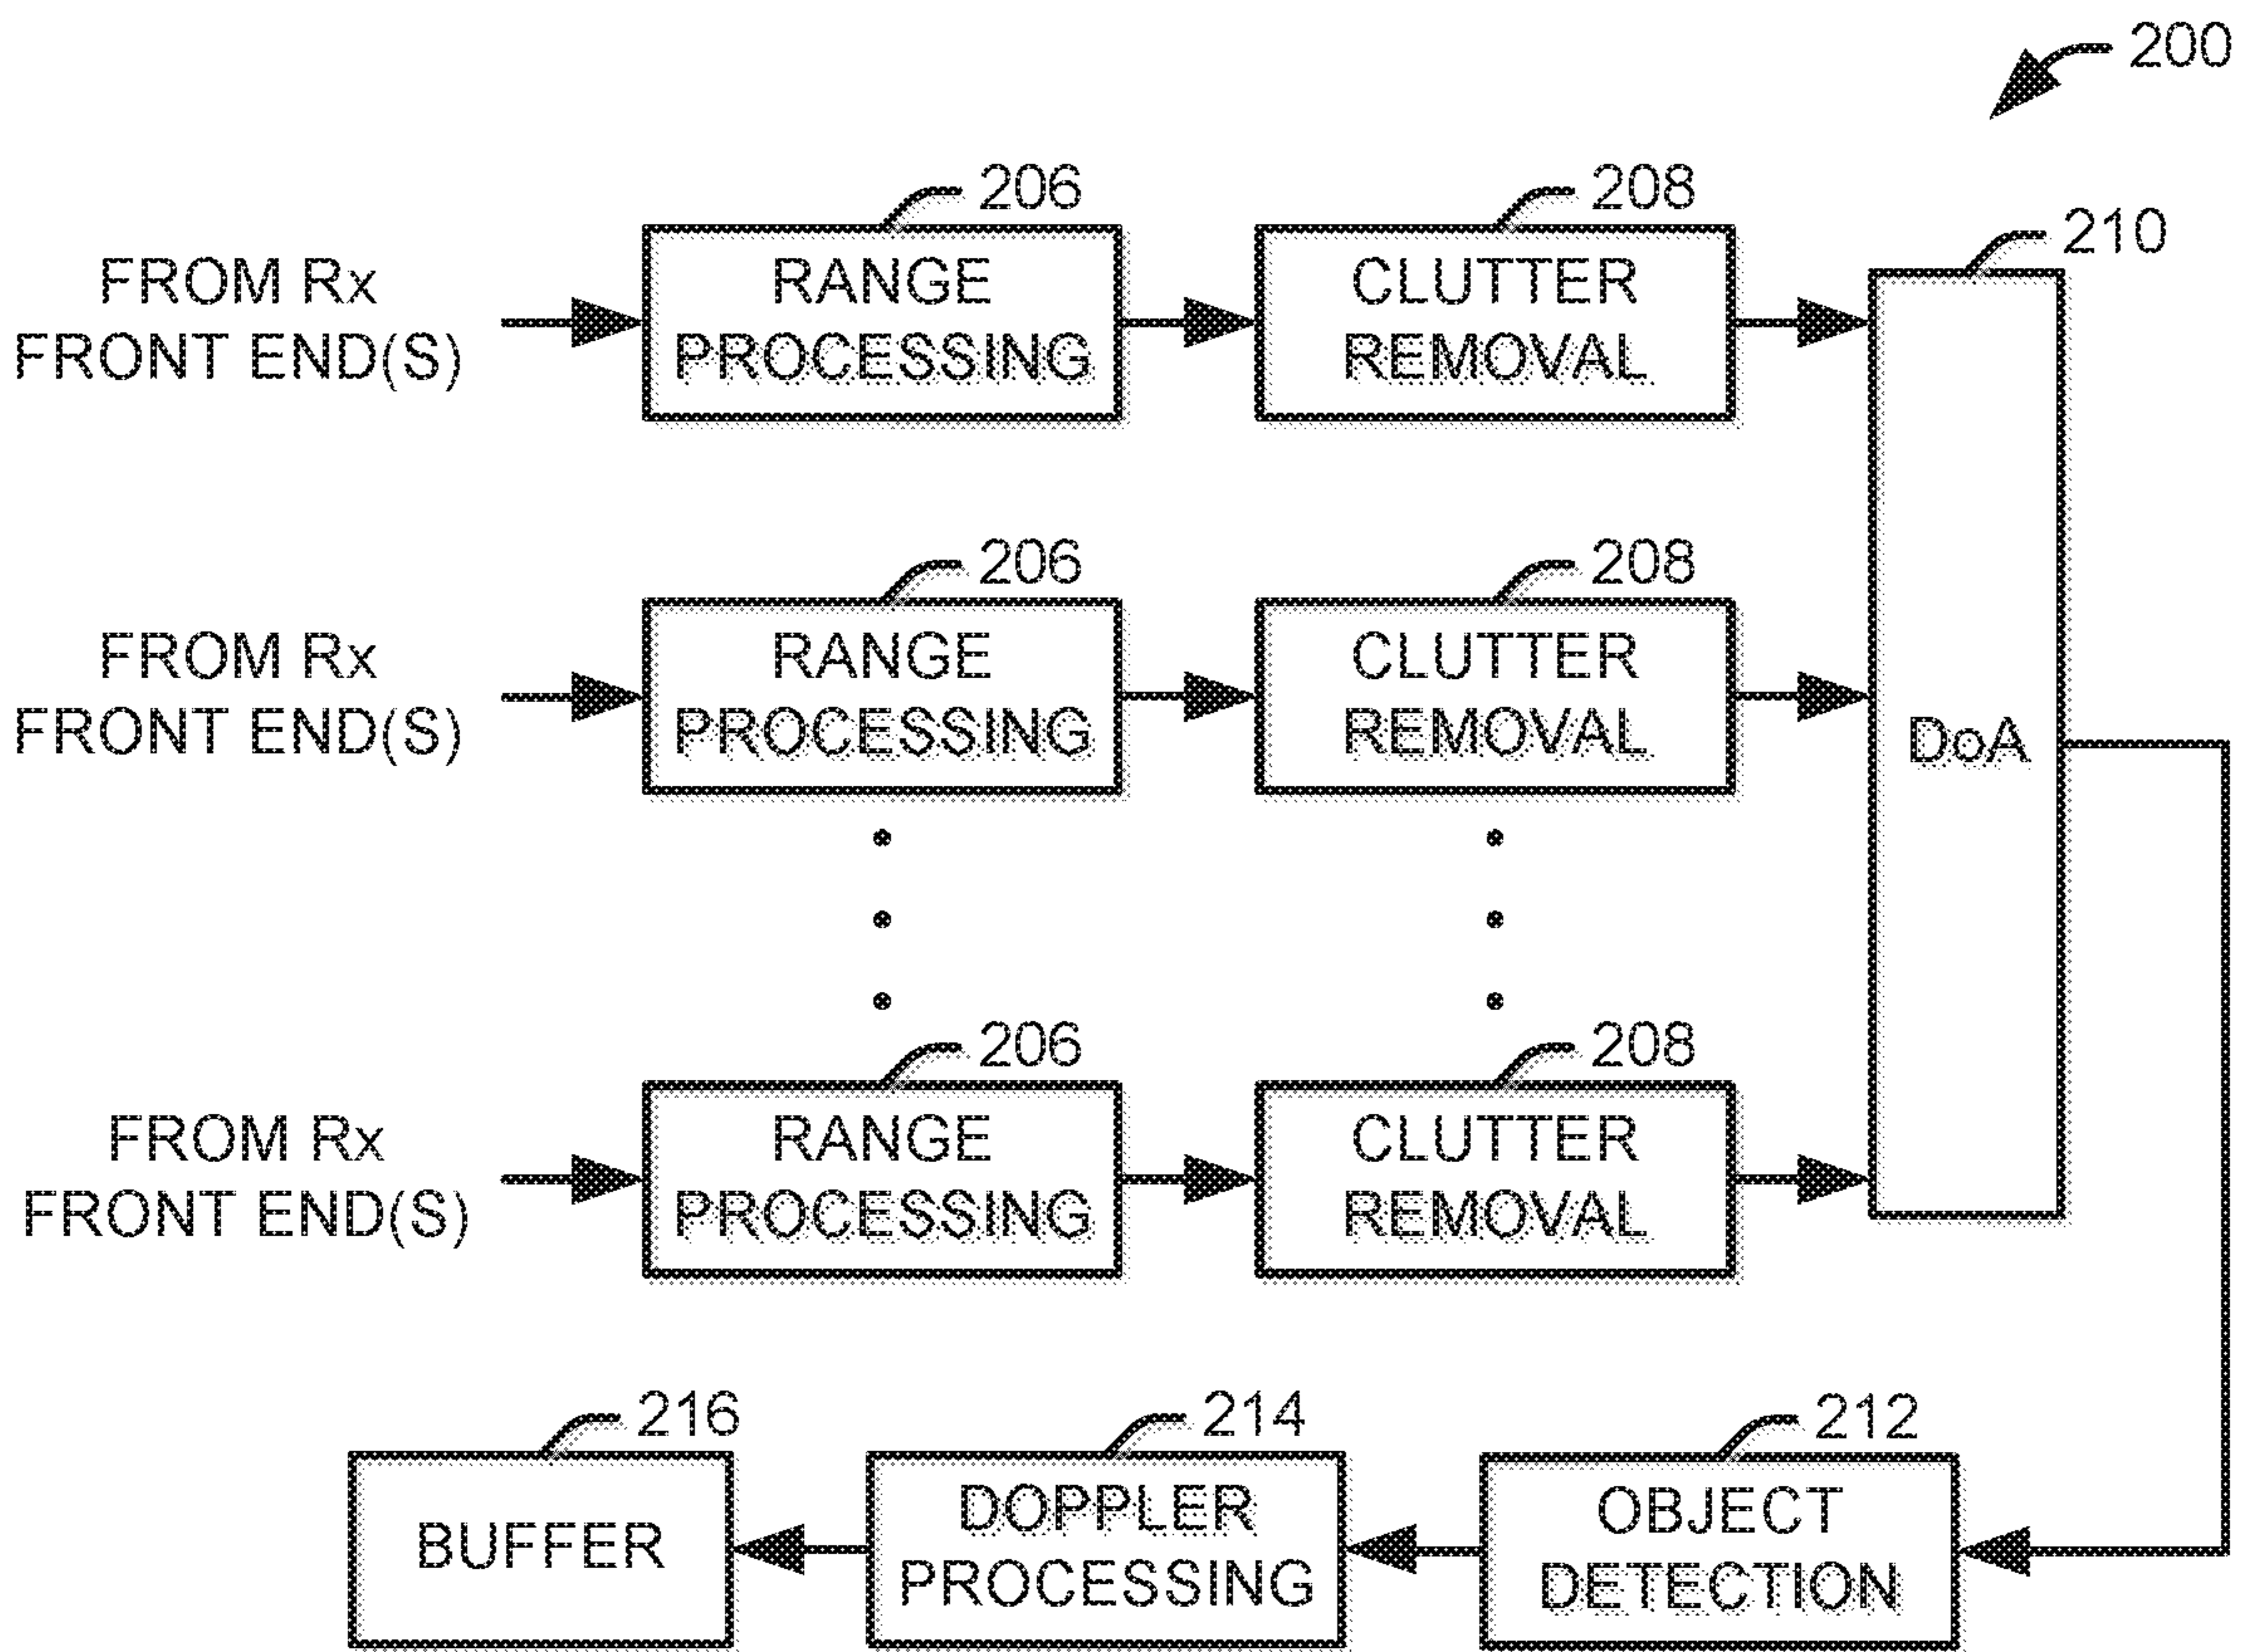 200
206
208
210
FROM Rx
FRONT END(S)
RANGE
PROCESSING
CLUTTER
REMOVAL
206
208
FROM Rx
FRONT END(S)
RANGE
PROCESSING
CLUTTER
REMOVAL
DoA
206
208
FROM Rx
FRONT END(S)
RANGE
PROCESSING
CLUTTER
REMOVAL
216
214
212
BUFFER
DOPPLER
PROCESSING
OBJECT
DETECTION